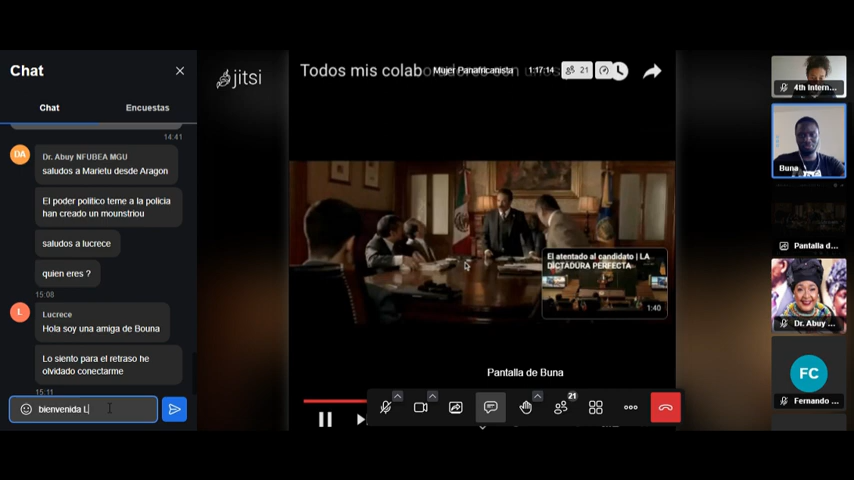 Chat
Chat
Encuestas
14:41
DA
Dr. Abuy NFUBEA MGU
saludos a Marietu desde Aragon
El poder politico teme a la policia
han creado un mounstriou
saludos a lucrece
quien eres ?
15:08
L
Lucrece
Hola soy una amiga de Bouna
Lo siento para el retraso he
olvidado conectarme
15:11
bienvenida L
jitsi
Todos mis colab
Mujer Panafricanista
1:17:14
21
El atentado al candidato | LA
DICTADURA PERFECTA
1:40
Pantalla de Buna
21
4th Intern...
Buna
Pantalla d...
Dr. Abuy ...
FC
Fernando ...